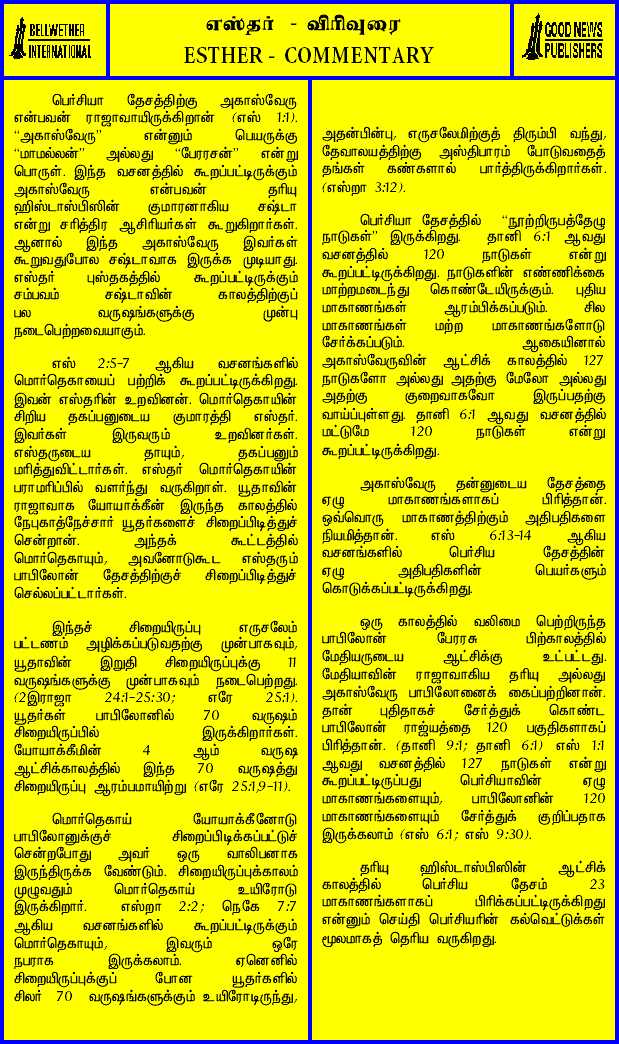 BELLWETHER
INTERNATIONAL
எஸ்தர் - விரிவுரை
ESTHER - COMMENTARY
GOOD NEWS
PUBLISHERS
பெர்சியா தேசத்திற்கு அகாஸ்வேரு
என்பவன் ராஜாவாயிருக்கிறான் (எஸ் 1:1).
“அகாஸ்வேரு” என்னும் பெயருக்கு
“மாமல்லன்” அல்லது “பேரரசன்” என்று
பொருள். இந்த வசனத்தில் கூறப்பட்டிருக்கும்
அகாஸ்வேரு என்பவன் தரியு
ஹிஸ்டாஸ்பிஸின் குமாரனாகிய சஷ்டா
என்று சரித்திர ஆசிரியர்கள் கூறுகிறார்கள்.
ஆனால் இந்த அகாஸ்வேரு இவர்கள்
கூறுவதுபோல சஷ்டாவாக இருக்க முடியாது.
எஸ்தர் புஸ்தகத்தில் கூறப்பட்டிருக்கும்
சம்பவம் சஷ்டாவின் காலத்திற்குப்
பல வருஷங்களுக்கு முன்பு
நடைபெற்றவையாகும்.
எஸ் 2:5-7 ஆகிய வசனங்களில்
மொர்தெகாயைப் பற்றிக் கூறப்பட்டிருக்கிறது.
இவன் எஸ்தரின் உறவினன். மொர்தெகாயின்
சிறிய தகப்பனுடைய குமாரத்தி எஸ்தர்.
இவர்கள் இருவரும் உறவினர்கள்.
எஸ்தருடைய தாயும், தகப்பனும்
மரித்துவிட்டார்கள். எஸ்தர் மொர்தெகாயின்
பராமரிப்பில் வளர்ந்து வருகிறாள். யூதாவின்
ராஜாவாக யோயாக்கீன் இருந்த காலத்தில்
நேபுகாத்நேச்சார் யூதர்களைச் சிறைப்பிடித்துச்
சென்றான். அந்தக் கூட்டத்தில்
மொர்தெகாயும், அவனோடுகூட எஸ்தரும்
பாபிலோன் தேசத்திற்குச் சிறைப்பிடித்துச்
செல்லப்பட்டார்கள்.
இந்தச் சிறையிருப்பு எருசலேம்
பட்டணம் அழிக்கப்படுவதற்கு முன்பாகவும்,
யூதாவின் இறுதி சிறையிருப்புக்கு 11
வருஷங்களுக்கு முன்பாகவும் நடைபெற்றது.
(2இராஜா 24:1-25:30; எரே 25:1).
யூதர்கள் பாபிலோனில் 70 வருஷம்
சிறையிருப்பில் இருக்கிறார்கள்.
யோயாக்கீமின் 4 ஆம் வருஷ
ஆட்சிக்காலத்தில் இந்த 70 வருஷத்து
சிறையிருப்பு ஆரம்பமாயிற்று (எரே 25:1,9-11).
மொர்தெகாய் யோயாக்கீனோடு
பாபிலோனுக்குச் சிறைப்பிடிக்கப்பட்டுச்
சென்றபோது அவர் ஒரு வாலிபனாக
இருந்திருக்க வேண்டும். சிறையிருப்புக்காலம்
முழுவதும் மொர்தெகாய் உயிரோடு
இருக்கிறார். எஸ்றா 2:2; நெகே 7:7
ஆகிய வசனங்களில் கூறப்பட்டிருக்கும்
மொர்தெகாயும், இவரும் ஒரே
நபராக இருக்கலாம். ஏனெனில்
சிறையிருப்புக்குப் போன யூதர்களில்
சிலர் 70 வருஷங்களுக்கும் உயிரோடிருந்து,
அதன்பின்பு, எருசலேமிற்குத் திரும்பி வந்து,
தேவாலயத்திற்கு அஸ்திபாரம் போடுவதைத்
தங்கள் கண்களால் பார்த்திருக்கிறார்கள்.
(எஸ்றா 3:12).
பெர்சியா தேசத்தில் “நூற்றிருபத்தேழு
நாடுகள்” இருக்கிறது. தானி 6:1 ஆவது
வசனத்தில் 120 நாடுகள் என்று
கூறப்பட்டிருக்கிறது. நாடுகளின் எண்ணிக்கை
மாற்றமடைந்து கொண்டேயிருக்கும். புதிய
மாகாணங்கள் ஆரம்பிக்கப்படும். சில
மாகாணங்கள் மற்ற மாகாணங்களோடு
சேர்க்கப்படும். ஆகையினால்
அகாஸ்வேருவின் ஆட்சிக் காலத்தில் 127
நாடுகளோ அல்லது அதற்கு மேலோ அல்லது
அதற்கு குறைவாகவோ இருப்பதற்கு
வாய்ப்புள்ளது. தானி 6:1 ஆவது வசனத்தில்
மட்டுமே 120 நாடுகள் என்று
கூறப்பட்டிருக்கிறது.
அகாஸ்வேரு தன்னுடைய தேசத்தை
ஏழு மாகாணங்களாகப் பிரித்தான்.
ஒவ்வொரு மாகாணத்திற்கும் அதிபதிகளை
நியமித்தான். எஸ் 6:13-14 ஆகிய
வசனங்களில் பெர்சிய தேசத்தின்
ஏழு அதிபதிகளின் பெயர்களும்
கொடுக்கப்பட்டிருக்கிறது.
ஒரு காலத்தில் வலிமை பெற்றிருந்த
பாபிலோன் பேரரசு பிற்காலத்தில்
மேதியருடைய ஆட்சிக்கு உட்பட்டது.
மேதியாவின் ராஜாவாகிய தரியு அல்லது
அகாஸ்வேரு பாபிலோனைக் கைப்பற்றினான்.
தான் புதிதாகச் சேர்த்துக் கொண்ட
பாபிலோன் ராஜ்யத்தை 120 பகுதிகளாகப்
பிரித்தான். (தானி 9:1; தானி 6:1) எஸ் 1:1
ஆவது வசனத்தில் 127 நாடுகள் என்று
கூறப்பட்டிருப்பது பெர்சியாவின் ஏழு
மாகாணங்களையும், பாபிலோனின் 120
மாகாணங்களையும் சேர்த்துக் குறிப்பதாக
இருக்கலாம் (எஸ் 6:1; எஸ் 9:30).
தரியு ஹிஸ்டாஸ்பிஸின் ஆட்சிக்
காலத்தில் பெர்சிய தேசம் 23
மாகாணங்களாகப் பிரிக்கப்பட்டிருக்கிறது
என்னும் செய்தி பெர்சியரின் கல்வெட்டுக்கள்
மூலமாகத் தெரிய வருகிறது.